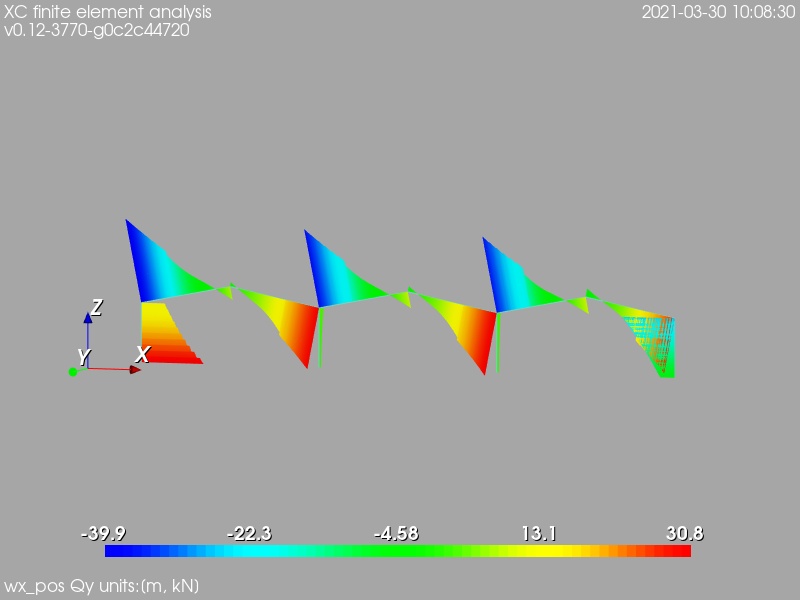 XC finite element analysis
v0.12-3770-g0c2c44720
2021-03-30 10:08:30
Z
Y
X
-39.9 -22.3 -4.58 13.1 30.8
wx_pos Qy units:[m, kN]